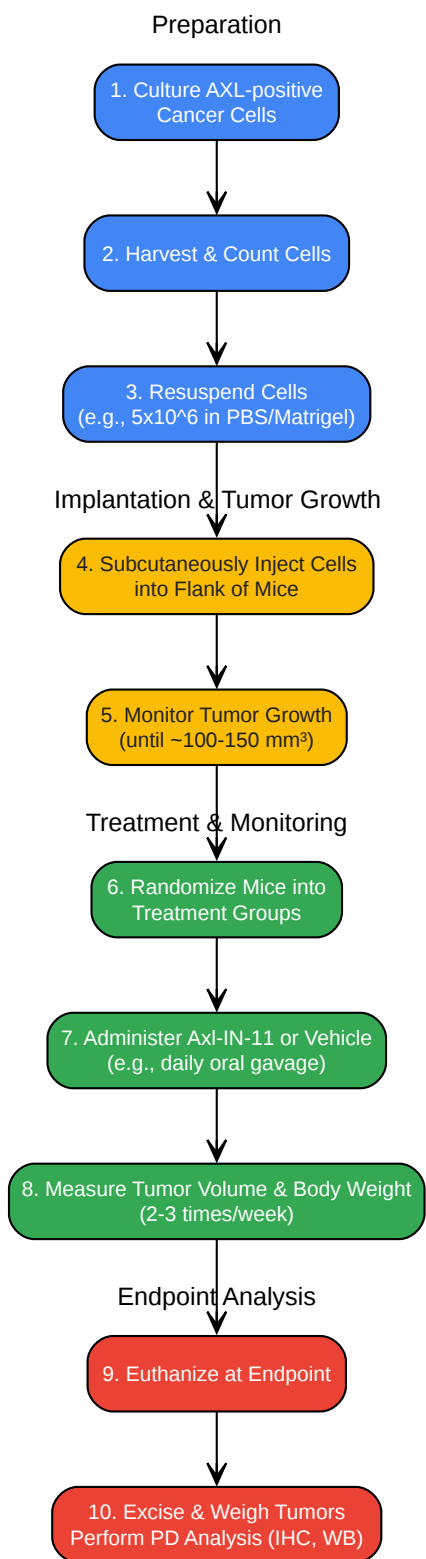 Preparation
1. Culture AXL-positive
Cancer Cells
2. Harvest & Count Cells
3. Resuspend Cells
(e.g., 5x10^6 in PBS/Matrigel)
Implantation & Tumor Growth
4. Subcutaneously Inject Cells
into Flank of Mice
5. Monitor Tumor Growth
(until ~100-150 mm³)
Treatment & Monitoring
6. Randomize Mice into
Treatment Groups
7. Administer Axl-IN-11 or Vehicle
(e.g., daily oral gavage)
8. Measure Tumor Volume & Body Weight
(2-3 times/week)
Endpoint Analysis
9. Euthanize at Endpoint
10. Excise & Weigh Tumors
Perform PD Analysis (IHC, WB)